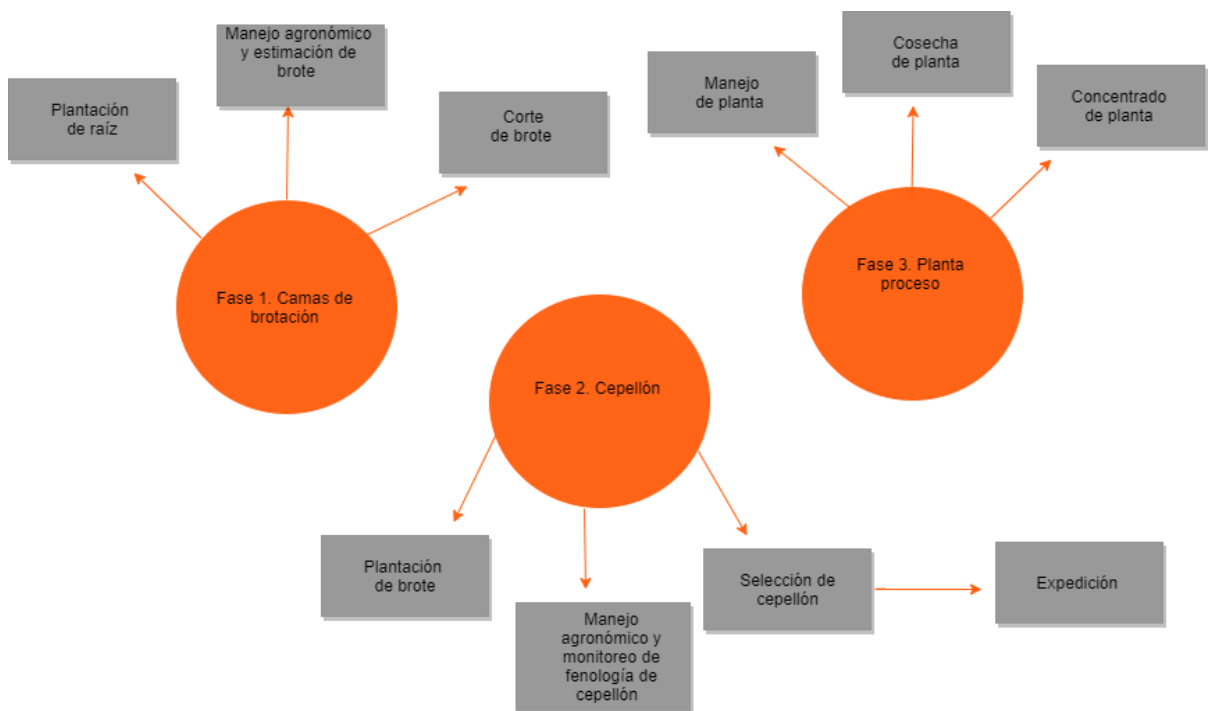 Plantación
de raíz
Manejo agronómico
y estimación de
brote
Corte
de brote
Fase 1. Camas de
brotación
Manejo
de planta
Cosecha
de planta
Concentrado
de planta
Fase 3. Planta
proceso
Fase 2. Cepellón
Plantación
de brote
Manejo
agronómico y
monitoreo de
fenología de
cepellón
Selección de
cepellón
Expedición